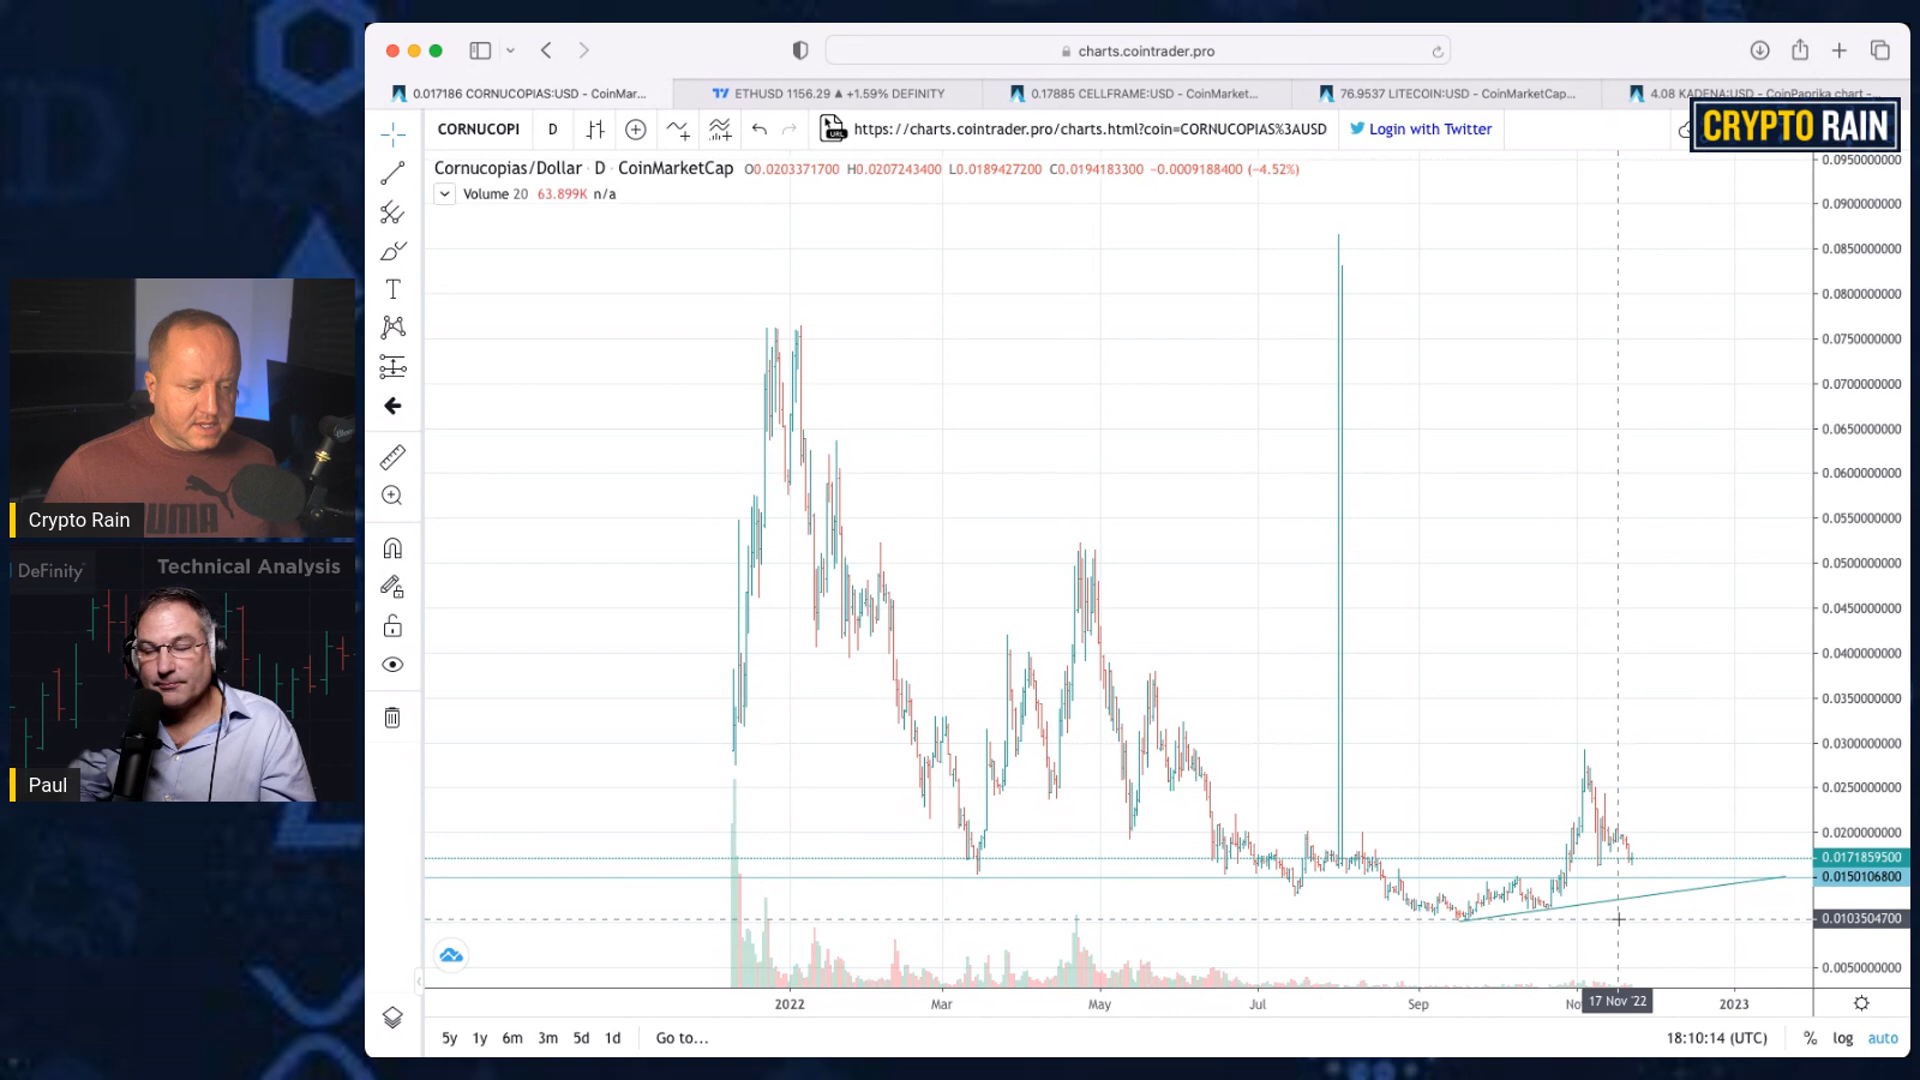 charts.cointrader.pro
0.017186 CORNUCOPIAS:USD - CoinMar...
ETHUSD 1156.29 ▲ +1.59% DEFINITY
0.17885 CELLFRAME:USD - CoinMarket...
76.9537 LITECOIN:USD - CoinMarketCap...
4.08 KADENA:USD - CoinPaprika chart -...
CORNUCOPI
D
URL
https://charts.cointrader.pro/charts.html?coin=CORNUCOPIAS%3AUSD
Login with Twitter
CRYPTO RAIN
Cornucopias/Dollar · D · CoinMarketCap O0.0203371700 H0.0207243400 L0.0189427200 C0.0194183300 −0.0009188400 (−4.52%)
Volume 20 63.899K n/a
0.0950000000
0.0900000000
0.0850000000
0.0800000000
0.0750000000
0.0700000000
0.0650000000
0.0600000000
0.0550000000
0.0500000000
0.0450000000
0.0400000000
0.0350000000
0.0300000000
0.0250000000
0.0200000000
0.0171859500
0.0150106800
0.0103504700
0.0050000000
PUMA
Crypto Rain
DeFinity
Technical Analysis
Paul
2022 Mar May Jul Sep 17 Nov '22 2023
5y 1y 6m 3m 5d 1d Go to...
18:10:14 (UTC) % log auto